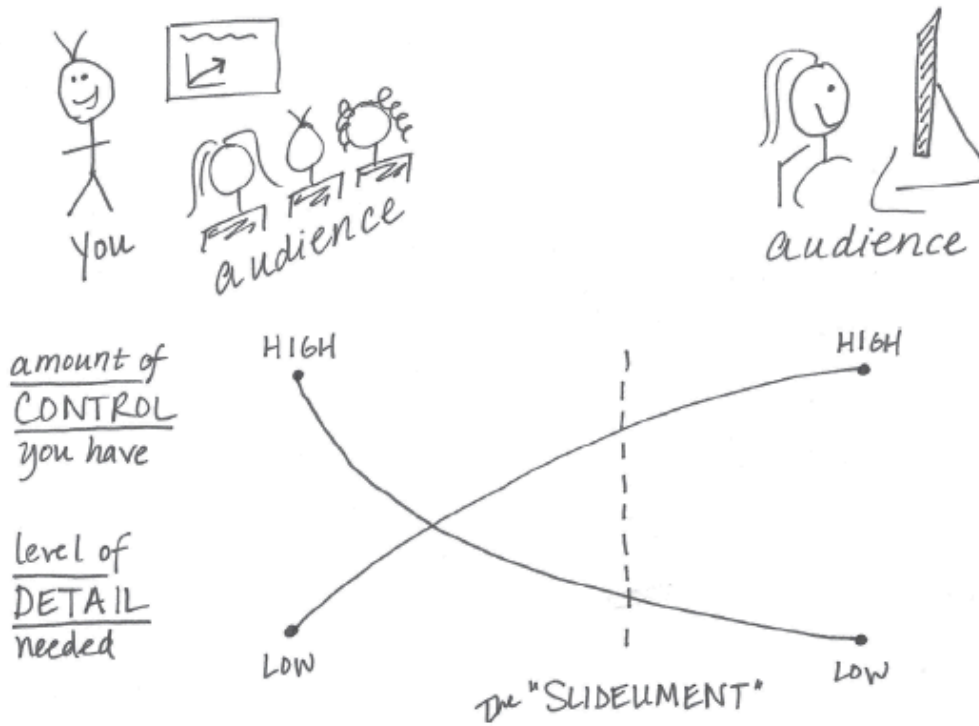 you
audience
audience
amount of
CONTROL
you have
HIGH
HIGH
level of
DETAIL
needed
LOW
LOW
The "SLIDEUMENT"